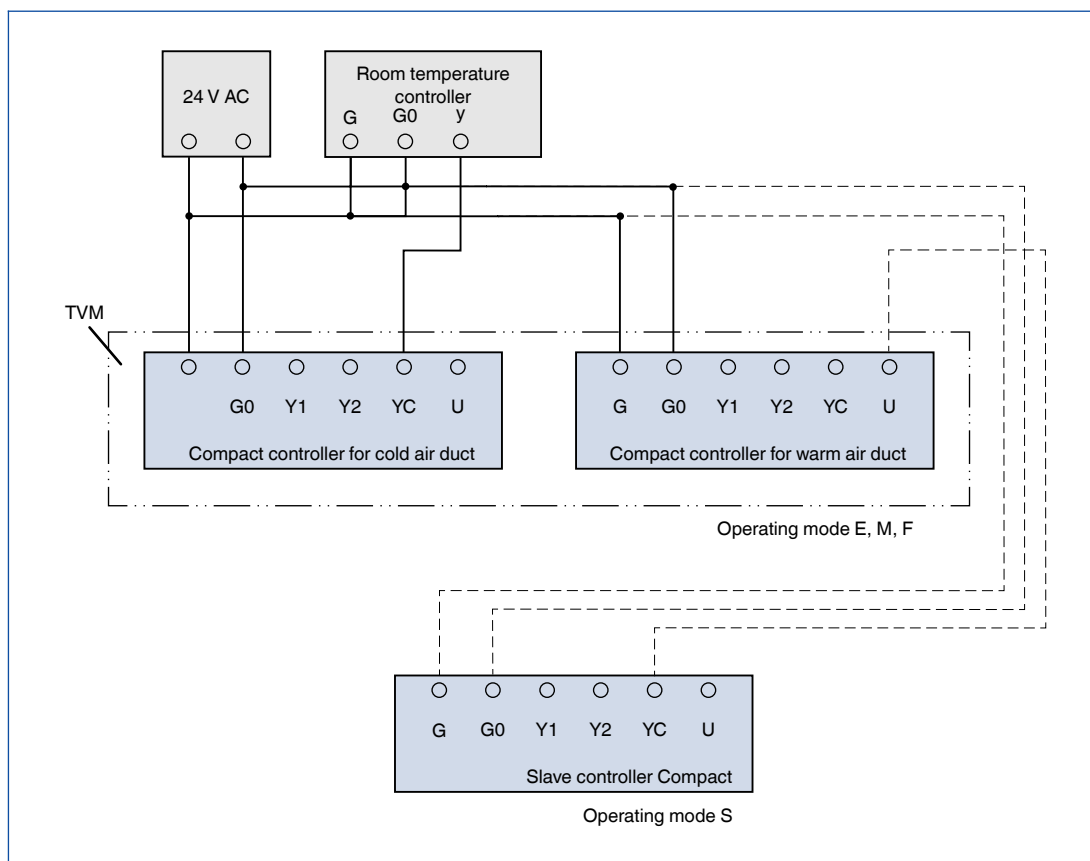 24 V AC
Room temperature
controller
G G0 y
TVM
G0 Y1 Y2 YC U
Compact controller for cold air duct
G G0 Y1 Y2 YC U
Compact controller for warm air duct
Operating mode E, M, F
G G0 Y1 Y2 YC U
Slave controller Compact
Operating mode S